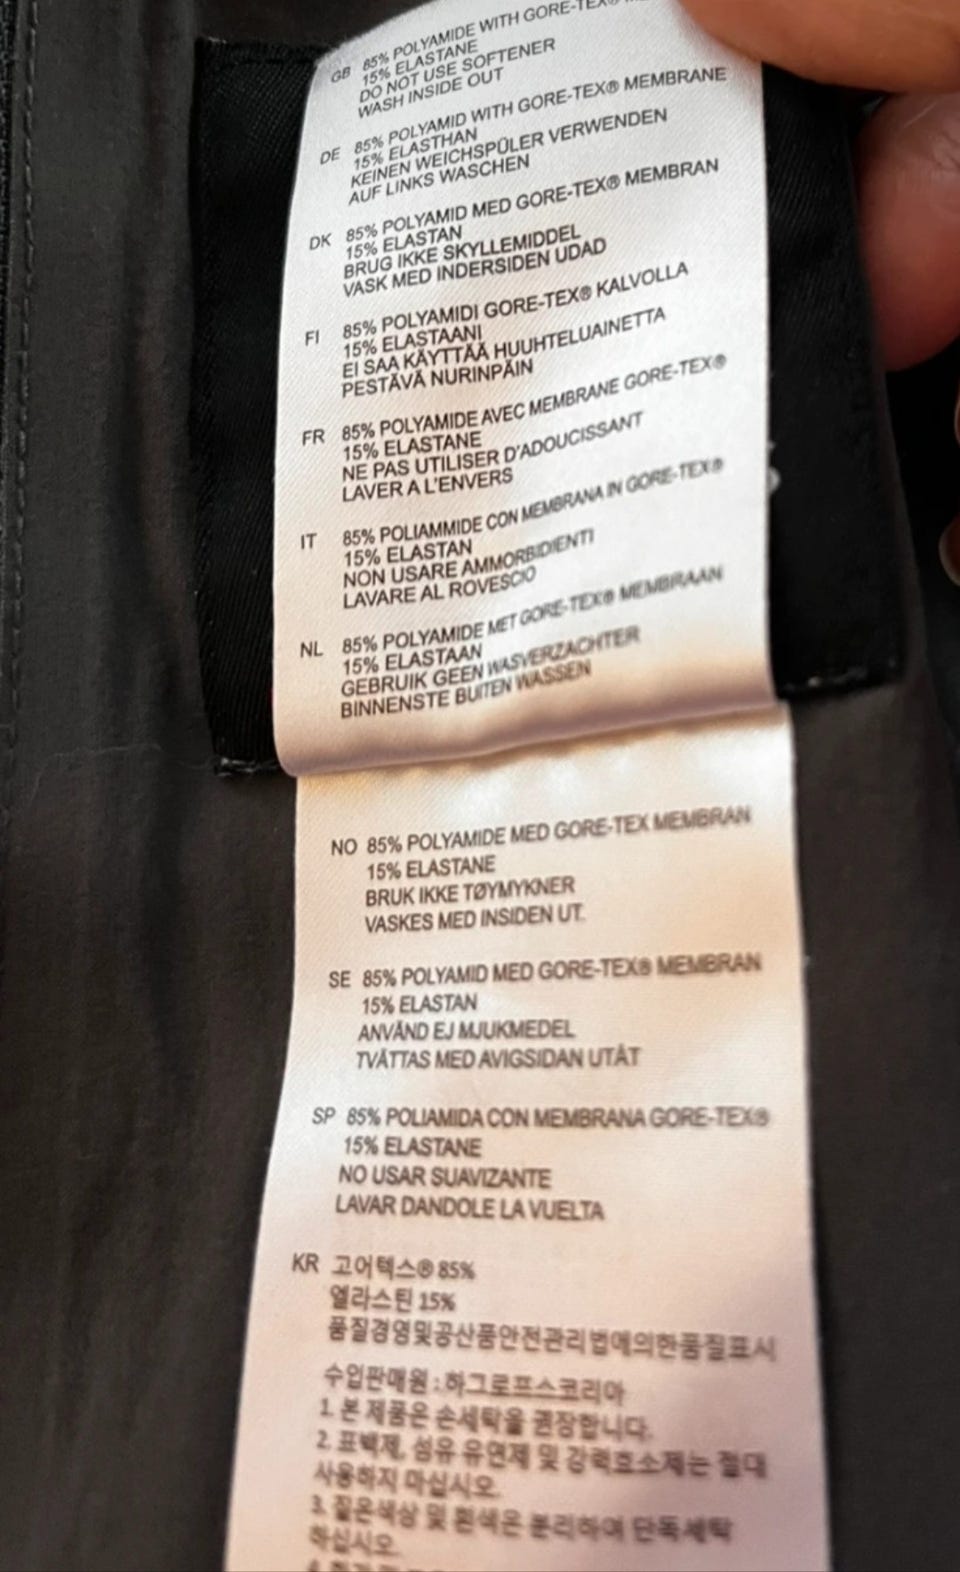 GB 85% POLYAMIDE WITH GORE-TEX®
15% ELASTANE
DO NOT USE SOFTENER
WASH INSIDE OUT
DE 85% POLYAMID WITH GORE-TEX® MEMBRANE
15% ELASTHAN
KEINEN WEICHSPÜLER VERWENDEN
AUF LINKS WASCHEN
DK 85% POLYAMID MED GORE-TEX® MEMBRAN
15% ELASTAN
BRUG IKKE SKYLLEMIDDEL
VASK MED INDERSIDEN UDAD
FI 85% POLYAMIDI GORE-TEX® KALVOLLA
15% ELASTAANI
EI SAA KÄYTTÄÄ HUUHTELUAINETTA
PESTÄVÄ NURINPÄIN
FR 85% POLYAMIDE AVEC MEMBRANE GORE-TEX®
15% ELASTANE
NE PAS UTILISER D'ADOUCISSANT
LAVER A L'ENVERS
IT 85% POLIAMMIDE CON MEMBRANA IN GORE-TEX®
15% ELASTAN
NON USARE AMMORBIDIENTI
LAVARE AL ROVESCIO
NL 85% POLYAMIDE MET GORE-TEX® MEMBRAAN
15% ELASTAAN
GEBRUIK GEEN WASVERZACHTER
BINNENSTE BUITEN WASSEN
NO 85% POLYAMIDE MED GORE-TEX MEMBRAN
15% ELASTANE
BRUK IKKE TØYMYKNER
VASKES MED INSIDEN UT.
SE 85% POLYAMID MED GORE-TEX® MEMBRAN
15% ELASTAN
ANVÄND EJ MJUKMEDEL
TVÄTTAS MED AVIGSIDAN UTÅT
SP 85% POLIAMIDA CON MEMBRANA GORE-TEX®
15% ELASTANE
NO USAR SUAVIZANTE
LAVAR DANDOLE LA VUELTA
KR 고어텍스® 85%
엘라스틴 15%
품질경영및공산품안전관리법에의한품질표시
수입판매원 : 하그로프스코리아
1. 본 제품은 손세탁을 권장합니다.
2. 표백제, 섬유 유연제 및 강력효소제는 절대
사용하지 마십시오.
3. 짙은색상 및 흰색은 분리하여 단독세탁
하십시오.